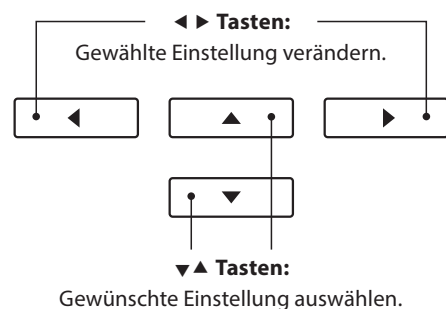 ◀ ▶ Tasten:
Gewählte Einstellung verändern.
◀ ▲ ▶
▼
▼▲ Tasten:
Gewünschte Einstellung auswählen.